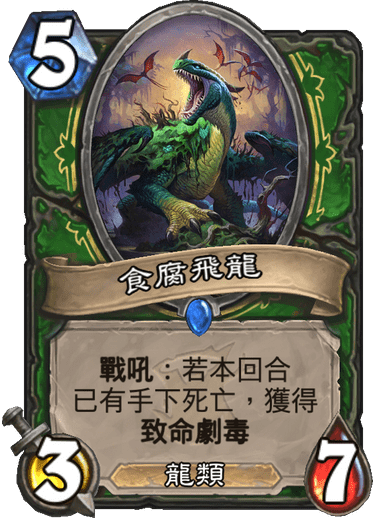 5
食腐飛龍
戰吼：若本回合
已有手下死亡，獲得
致命劇毒
3
龍類
7